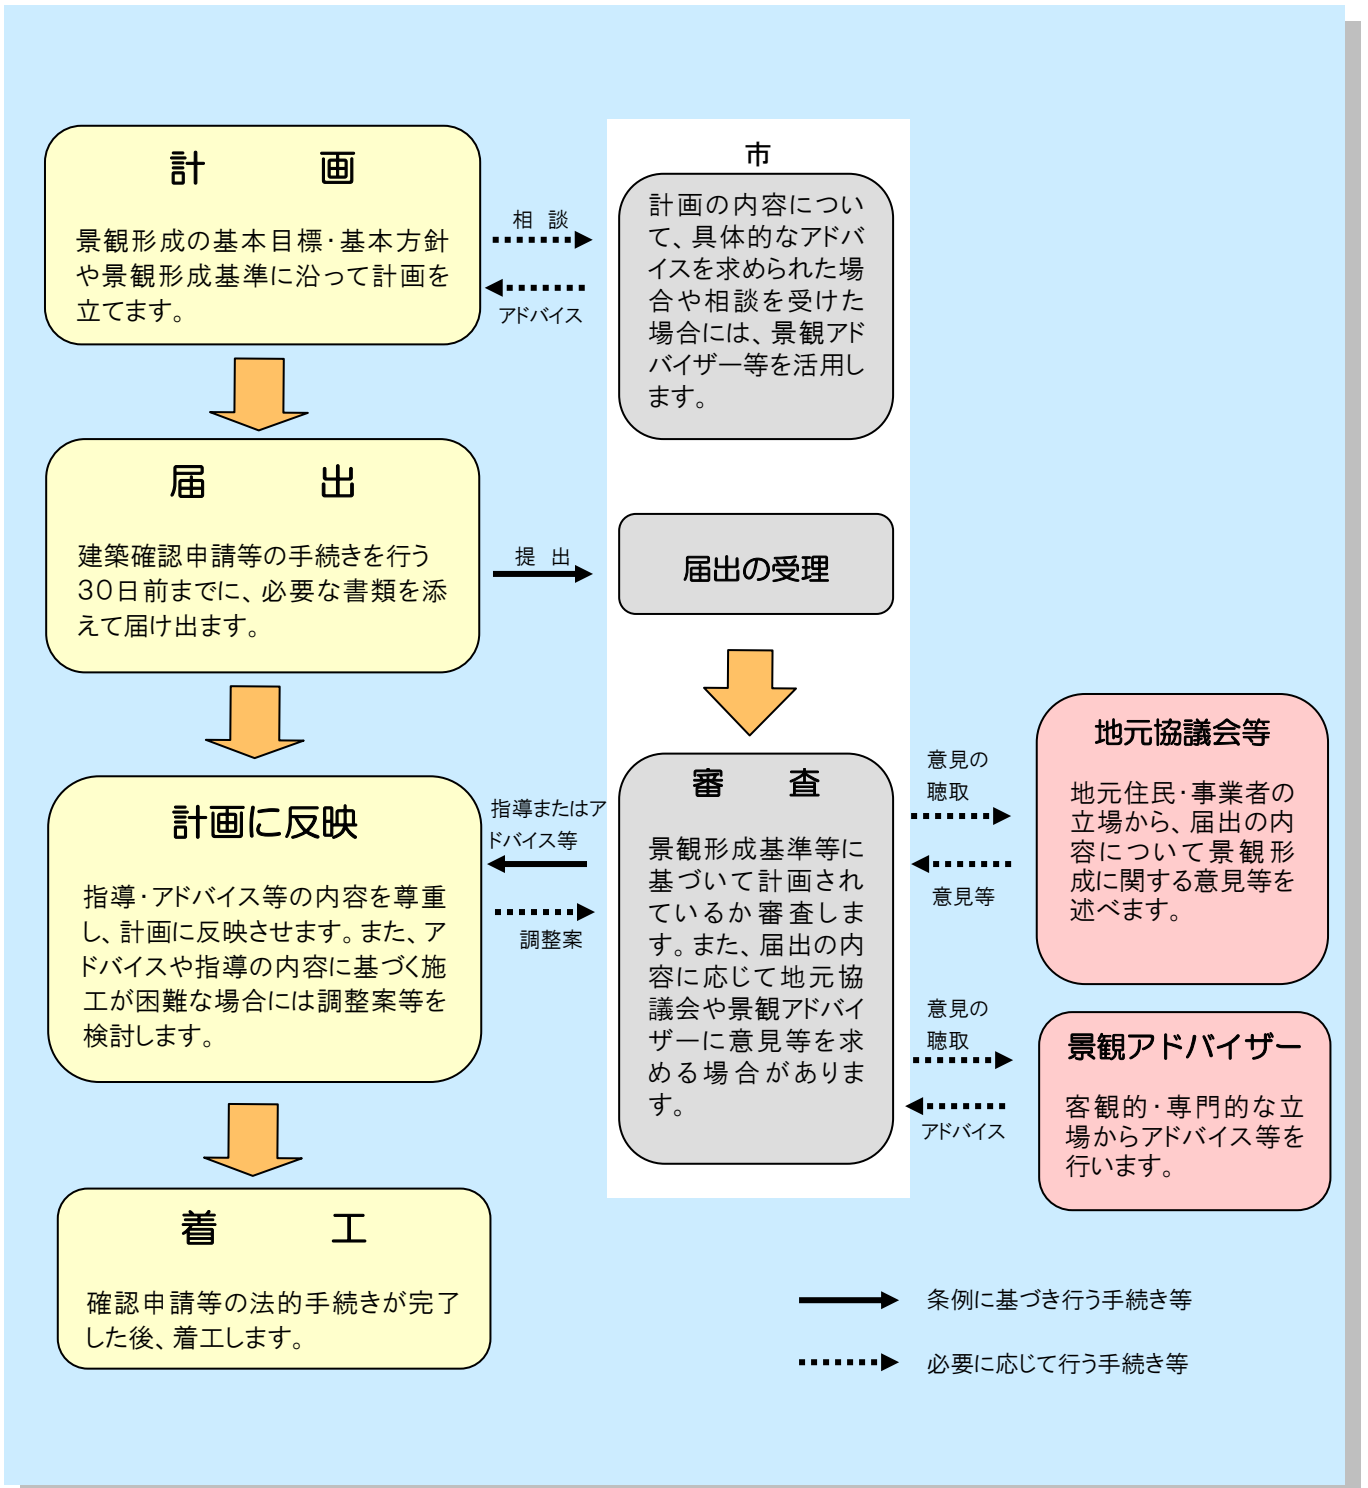 計　画
景観形成の基本目標･基本方針
や景観形成基準に沿って計画を
立てます。
相 談
アドバイス
市
計画の内容につい
て、具体的なアドバ
イスを求められた場
合や相談を受けた
場合には、景観アド
バイザー等を活用し
ます。
届　出
建築確認申請等の手続きを行う
30日前までに、必要な書類を添
えて届け出ます。
提 出
届出の受理
計画に反映
指導･アドバイス等の内容を尊重
し、計画に反映させます。また、ア
ドバイスや指導の内容に基づく施
工が困難な場合には調整案等を
検討します。
指導またはア
ドバイス等
調整案
審　査
景観形成基準等に
基づいて計画され
ているか審査しま
す。また、届出の内
容に応じて地元協
議会や景観アドバイ
ザーに意見等を求
める場合がありま
す。
意見の
聴取
意見等
地元協議会等
地元住民･事業者の
立場から、届出の内
容について景観形
成に関する意見等を
述べます。
意見の
聴取
アドバイス
景観アドバイザー
客観的･専門的な立
場からアドバイス等を
行います。
着　工
確認申請等の法的手続きが完了
した後、着工します。
条例に基づき行う手続き等
必要に応じて行う手続き等